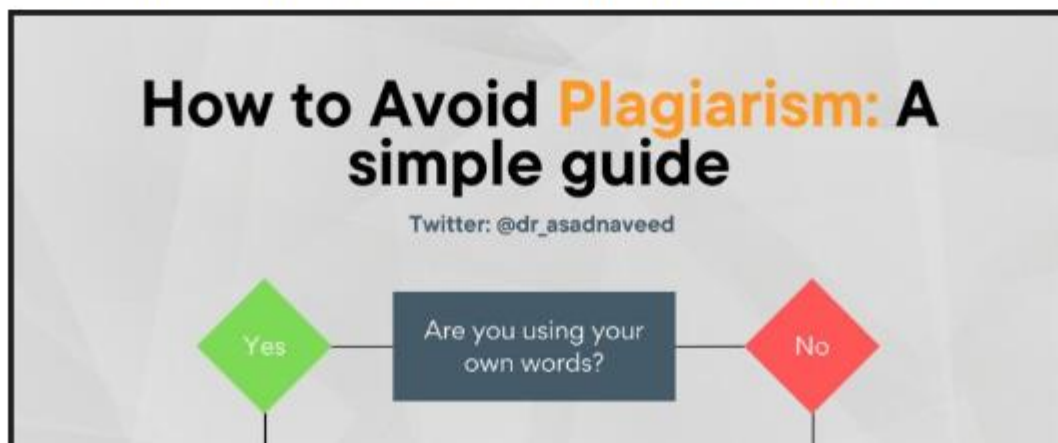 How to Avoid Plagiarism: A
simple guide
Twitter: @dr_asadnaveed
Yes
Are you using your
own words?
No